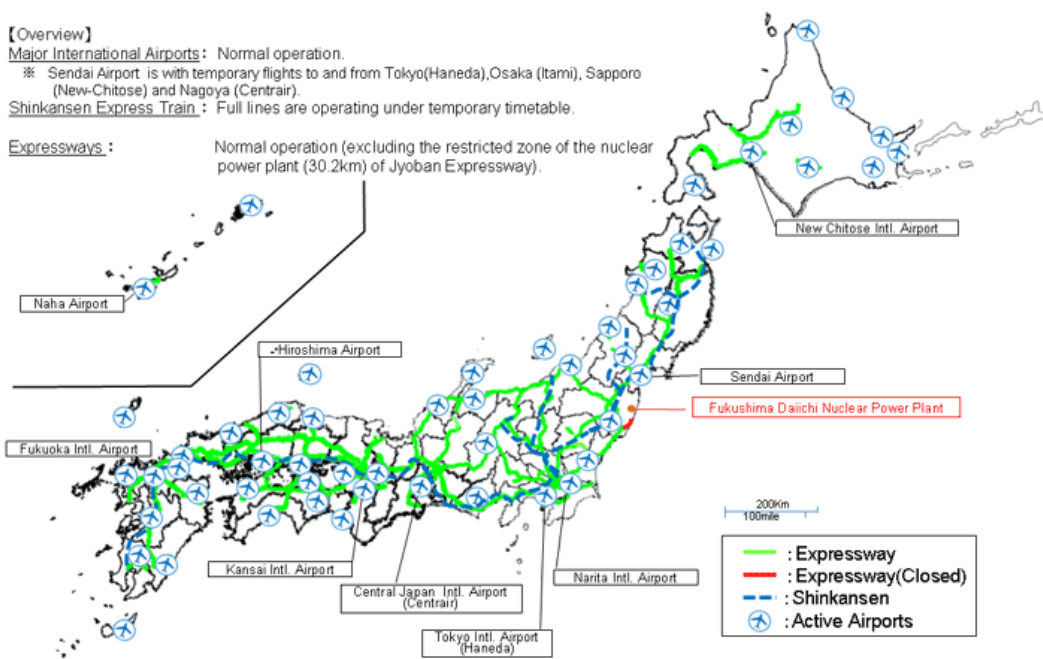 【Overview】
Major International Airports: Normal operation.
※ Sendai Airport is with temporary flights to and from Tokyo(Haneda),Osaka (Itami), Sapporo
(New-Chitose) and Nagoya (Centrair).
Shinkansen Express Train : Full lines are operating under temporary timetable.
Expressways : Normal operation (excluding the restricted zone of the nuclear
power plant (30.2km) of Jyoban Expressway).
New Chitose Intl. Airport
Naha Airport
Hiroshima Airport
Sendai Airport
Fukushima Daiichi Nuclear Power Plant
Fukuoka Intl. Airport
200Km
100mile
Kansai Intl. Airport
Central Japan Intl. Airport
(Centrair)
Narita Intl. Airport
Tokyo Intl. Airport
(Haneda)
: Expressway
: Expressway(Closed)
: Shinkansen
: Active Airports